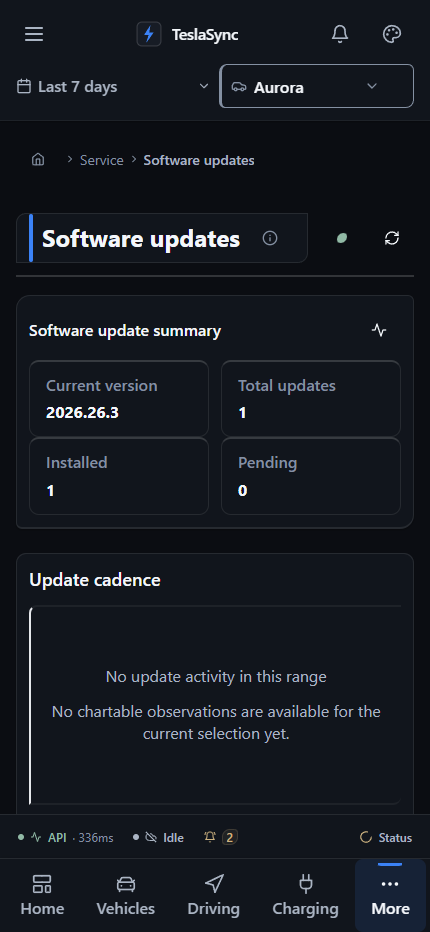 TeslaSync
Last 7 days
Aurora
Service
Software updates
Software updates
Software update summary
Current version
2026.26.3
Total updates
1
Installed
1
Pending
0
Update cadence
No update activity in this range
No chartable observations are available for the
current selection yet.
API · 336ms
Idle
2
Status
Home
Vehicles
Driving
Charging
More